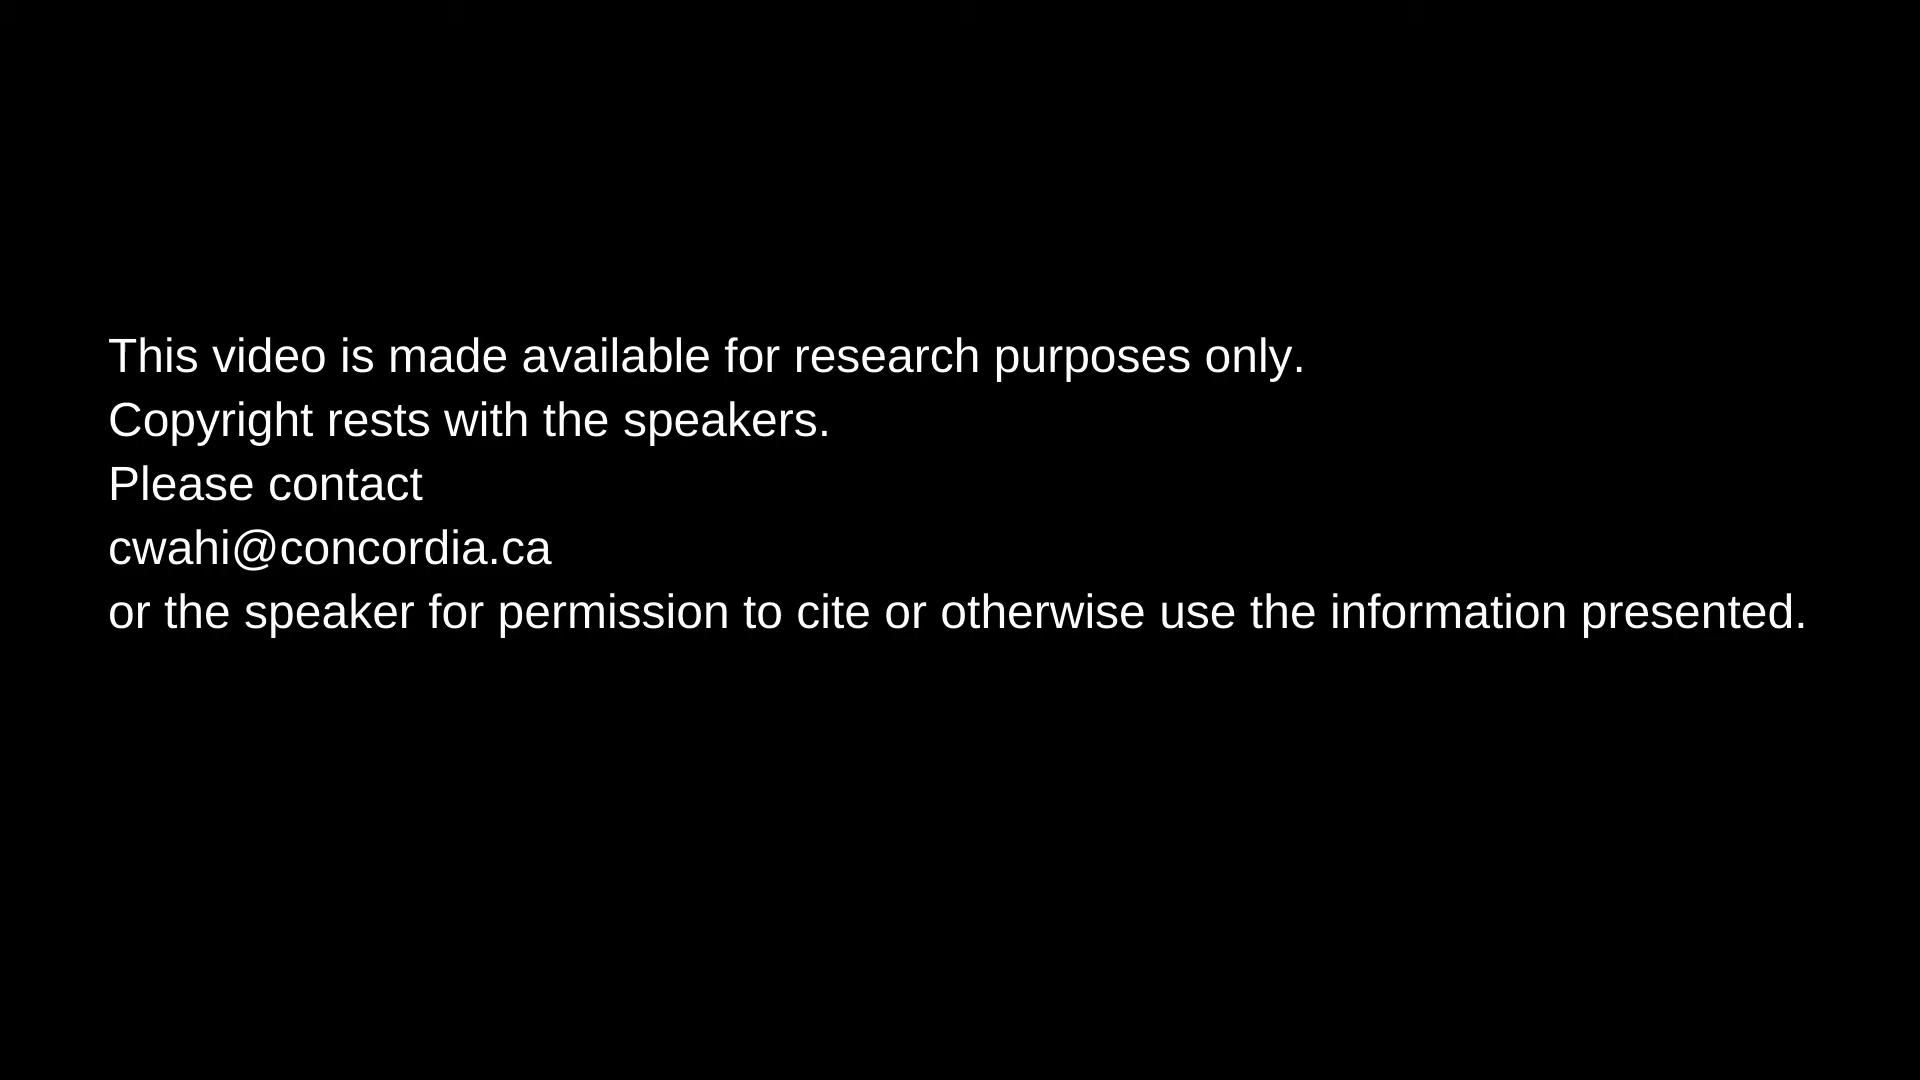 This video is made available for research purposes only.
Copyright rests with the speakers.
Please contact
cwahi@concordia.ca
or the speaker for permission to cite or otherwise use the information presented.